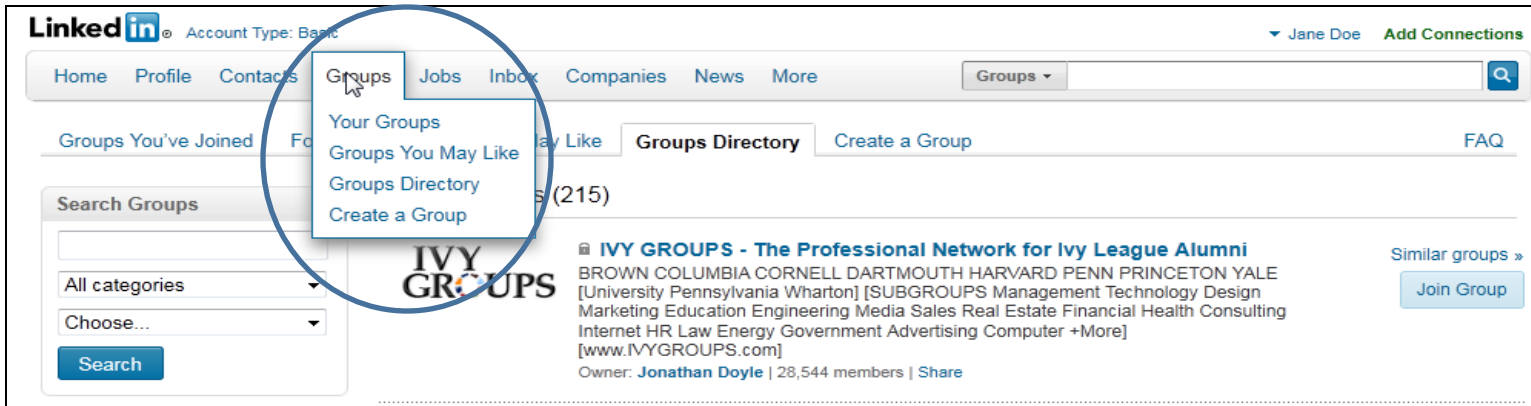 Linked in® Account Type: Basic
Jane Doe Add Connections
Home Profile Contacts Groups Jobs Inbox Companies News More
Groups
Your Groups
Groups You May Like
Groups Directory
Create a Group
Groups You've Joined Fo ay Like Groups Directory Create a Group FAQ
Search Groups
s (215)
All categories
Choose...
Search
IVY
GROUPS
IVY GROUPS - The Professional Network for Ivy League Alumni
BROWN COLUMBIA CORNELL DARTMOUTH HARVARD PENN PRINCETON YALE
[University Pennsylvania Wharton] [SUBGROUPS Management Technology Design
Marketing Education Engineering Media Sales Real Estate Financial Health Consulting
Internet HR Law Energy Government Advertising Computer +More]
[www.IVYGROUPS.com]
Owner: Jonathan Doyle | 28,544 members | Share
Similar groups »
Join Group